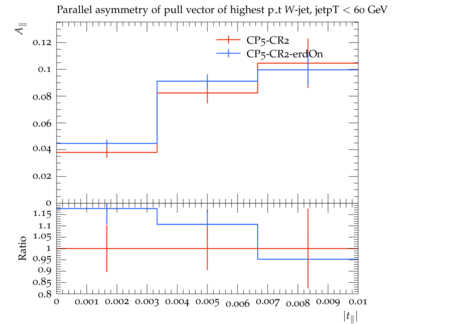 Parallel asymmetry of pull vector of highest p_t W-jet, jetpT < 60 GeV
A∥
CP5-CR2
CP5-CR2-erdOn
0.12
0.1
0.08
0.06
0.04
0.02
0
Ratio
1.15
1.1
1.05
1
0.95
0.9
0.85
0.8
0 0.001 0.002 0.003 0.004 0.005 0.006 0.007 0.008 0.009 0.01
|t∥|